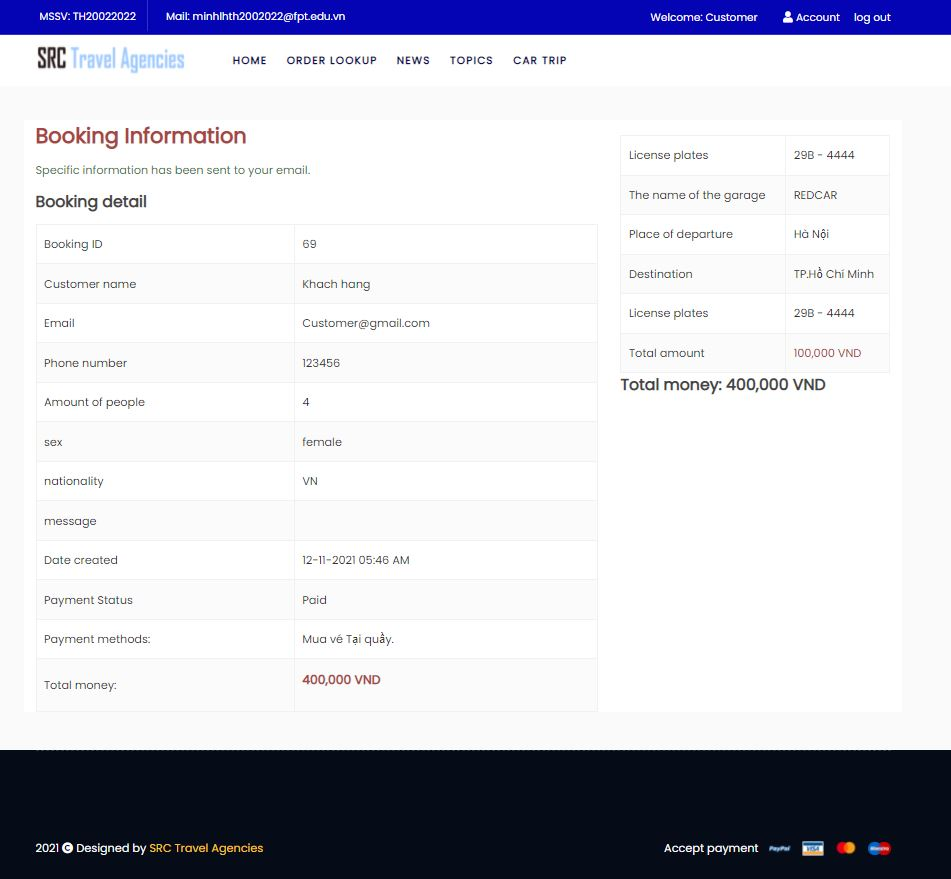 MSSV: TH20022022 Mail: minhlhth2002022@fpt.edu.vn Welcome: Customer Account log out
SRC Travel Agencies HOME ORDER LOOKUP NEWS TOPICS CAR TRIP
Booking Information
Specific information has been sent to your email.
Booking detail
Booking ID 69
Customer name Khach hang
Email Customer@gmail.com
Phone number 123456
Amount of people 4
sex female
nationality VN
message
Date created 12-11-2021 05:46 AM
Payment Status Paid
Payment methods: Mua vé Tại quầy.
Total money: 400,000 VND
License plates 29B - 4444
The name of the garage REDCAR
Place of departure Hà Nội
Destination TP.Hồ Chí Minh
License plates 29B - 4444
Total amount 100,000 VND
Total money: 400,000 VND
2021 © Designed by SRC Travel Agencies
Accept payment PayPal VISA Maestro